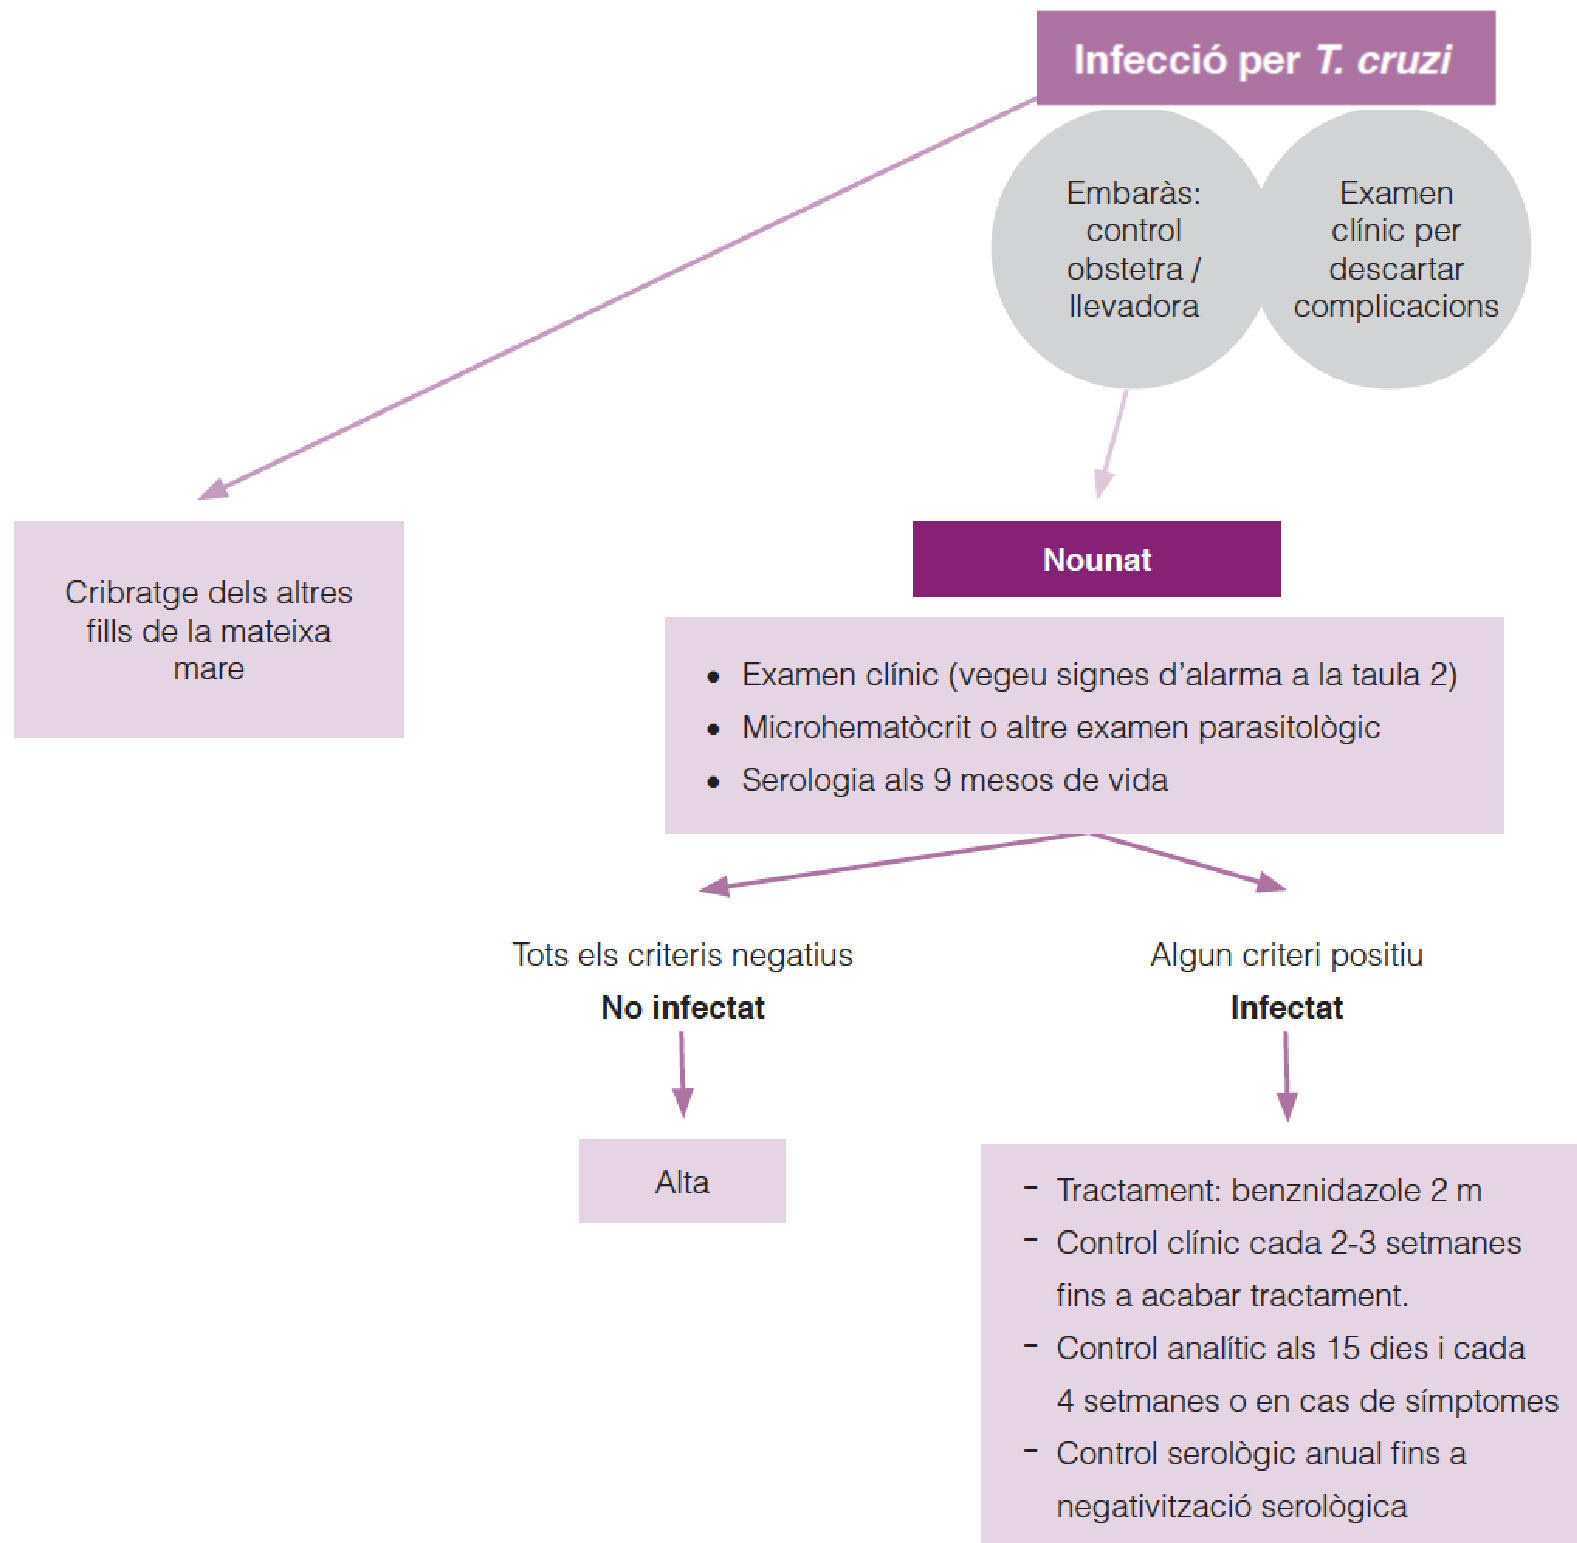 Infecció per T. cruzi
Embaràs:
control
obstetra /
llevadora
Examen
clínic per
descartar
complicacions
Cribratge dels altres
fills de la mateixa
mare
Nounat
• Examen clínic (vegeu signes d’alarma a la taula 2)
• Microhematòcrit o altre examen parasitològic
• Serologia als 9 mesos de vida
Tots els criteris negatius
No infectat
Alta
Algun criteri positiu
Infectat
- Tractament: benznidazole 2 m
- Control clínic cada 2-3 setmanes
fins a acabar tractament.
- Control analític als 15 dies i cada
4 setmanes o en cas de símptomes
- Control serològic anual fins a
negativització serològica